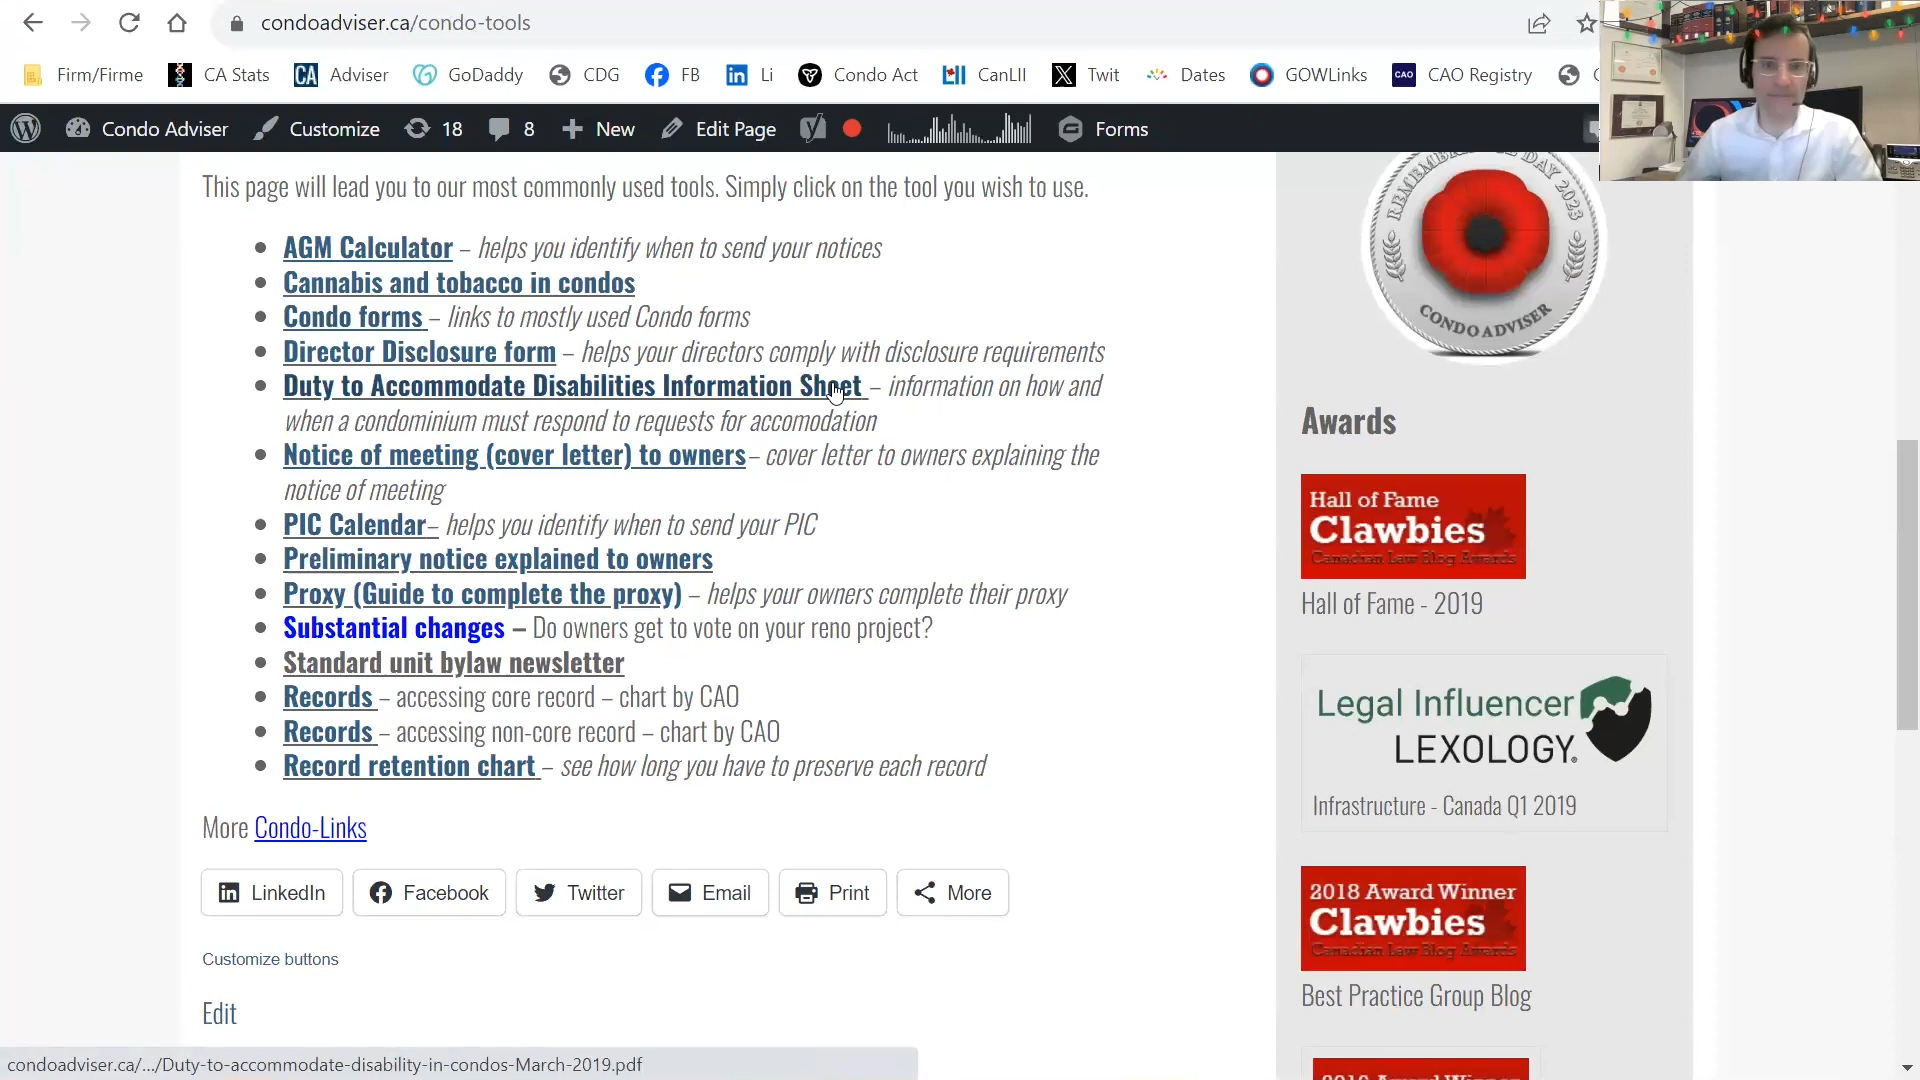 condoadviser.ca/condo-tools
Firm/Firme
CA Stats
CA
Adviser
GoDaddy
CDG
FB
Li
Condo Act
CanLII
Twit
Dates
GOWLinks
CAO
CAO Registry
Condo Adviser
Customize
18
8
New
Edit Page
Forms
This page will lead you to our most commonly used tools. Simply click on the tool you wish to use.
AGM Calculator – helps you identify when to send your notices
Cannabis and tobacco in condos
Condo forms – links to mostly used Condo forms
Director Disclosure form – helps your directors comply with disclosure requirements
Duty to Accommodate Disabilities Information Sheet – information on how and
when a condominium must respond to requests for accomodation
Notice of meeting (cover letter) to owners– cover letter to owners explaining the
notice of meeting
PIC Calendar– helps you identify when to send your PIC
Preliminary notice explained to owners
Proxy (Guide to complete the proxy) – helps your owners complete their proxy
Substantial changes – Do owners get to vote on your reno project?
Standard unit bylaw newsletter
Records – accessing core record – chart by CAO
Records – accessing non-core record – chart by CAO
Record retention chart – see how long you have to preserve each record
More Condo-Links
LinkedIn
Facebook
Twitter
Email
Print
More
Customize buttons
Edit
condoadviser.ca/.../Duty-to-accommodate-disability-in-condos-March-2019.pdf
DAY 2023
CONDOADVISER
Awards
Hall of Fame
Clawbies
Canadian Law Blog Awards
Hall of Fame - 2019
Legal Influencer
LEXOLOGY.
Infrastructure - Canada Q1 2019
2018 Award Winner
Clawbies
Canadian Law Blog Awards
Best Practice Group Blog